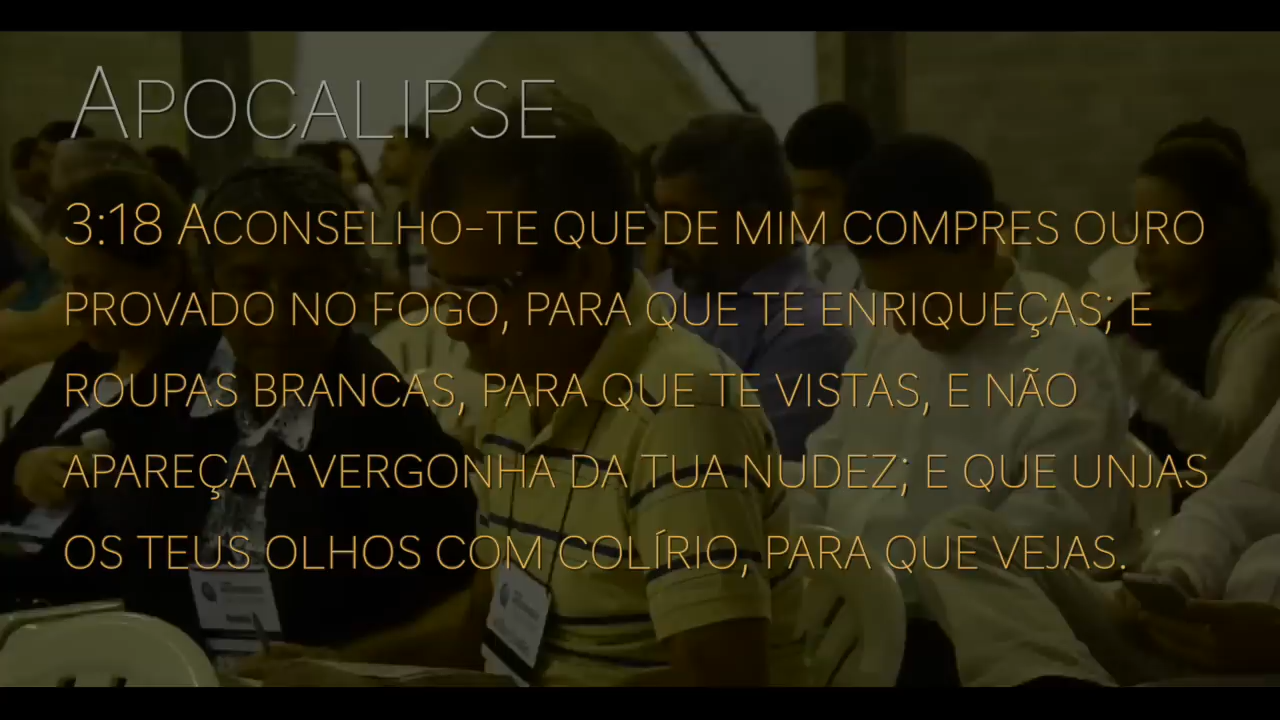 APOCALIPSE
3:18 ACONSELHO-TE QUE DE MIM COMPRES OURO
PROVADO NO FOGO, PARA QUE TE ENRIQUEÇAS; E
ROUPAS BRANCAS, PARA QUE TE VISTAS, E NÃO
APAREÇA A VERGONHA DA TUA NUDEZ; E QUE UNJAS
OS TEUS OLHOS COM COLÍRIO, PARA QUE VEJAS.